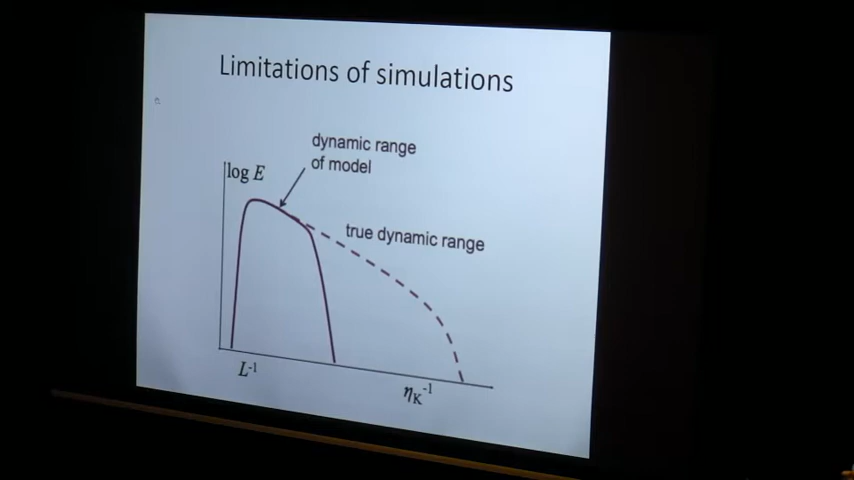 Limitations of simulations
dynamic range
of model
log E
true dynamic range
L⁻¹
ηK⁻¹